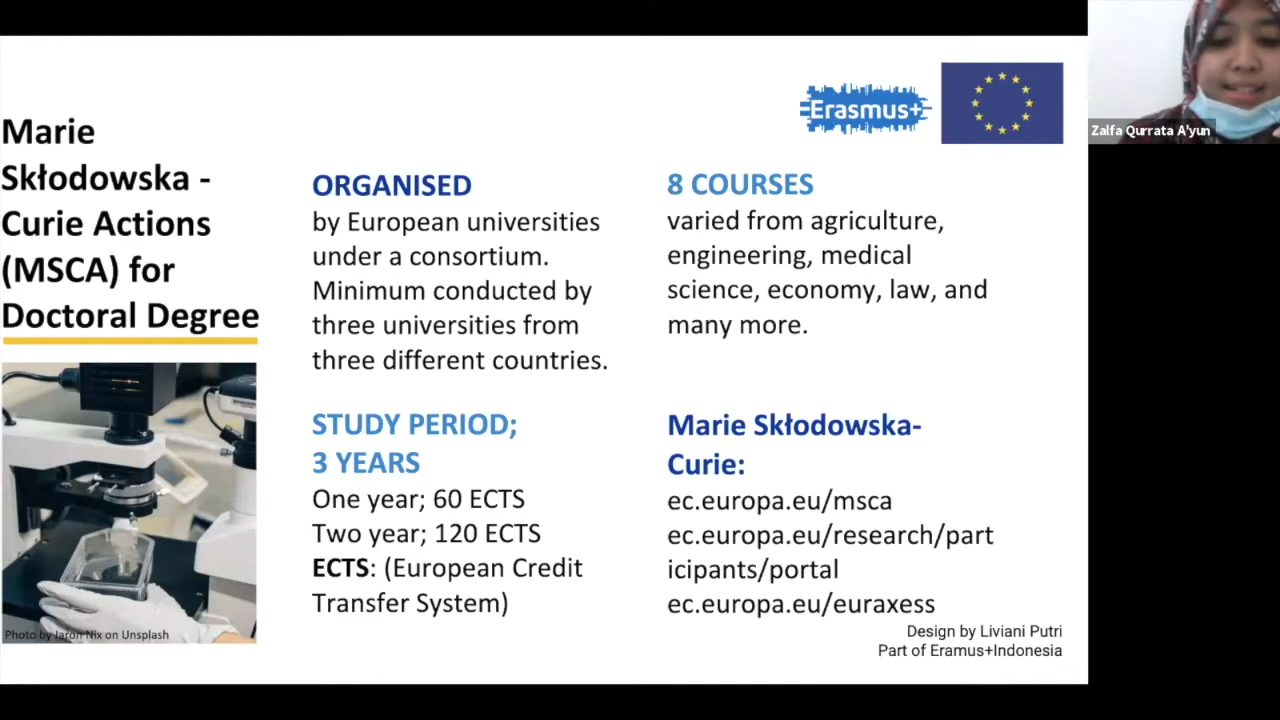 Marie
Skłodowska -
Curie Actions
(MSCA) for
Doctoral Degree
Photo by Jaron Nix on Unsplash
ORGANISED
by European universities
under a consortium.
Minimum conducted by
three universities from
three different countries.
STUDY PERIOD;
3 YEARS
One year; 60 ECTS
Two year; 120 ECTS
ECTS: (European Credit
Transfer System)
Erasmus+
8 COURSES
varied from agriculture,
engineering, medical
science, economy, law, and
many more.
Marie Skłodowska-
Curie:
ec.europa.eu/msca
ec.europa.eu/research/part
icipants/portal
ec.europa.eu/euraxess
Design by Liviani Putri
Part of Eramus+Indonesia
Zalfa Qurrata A'yun